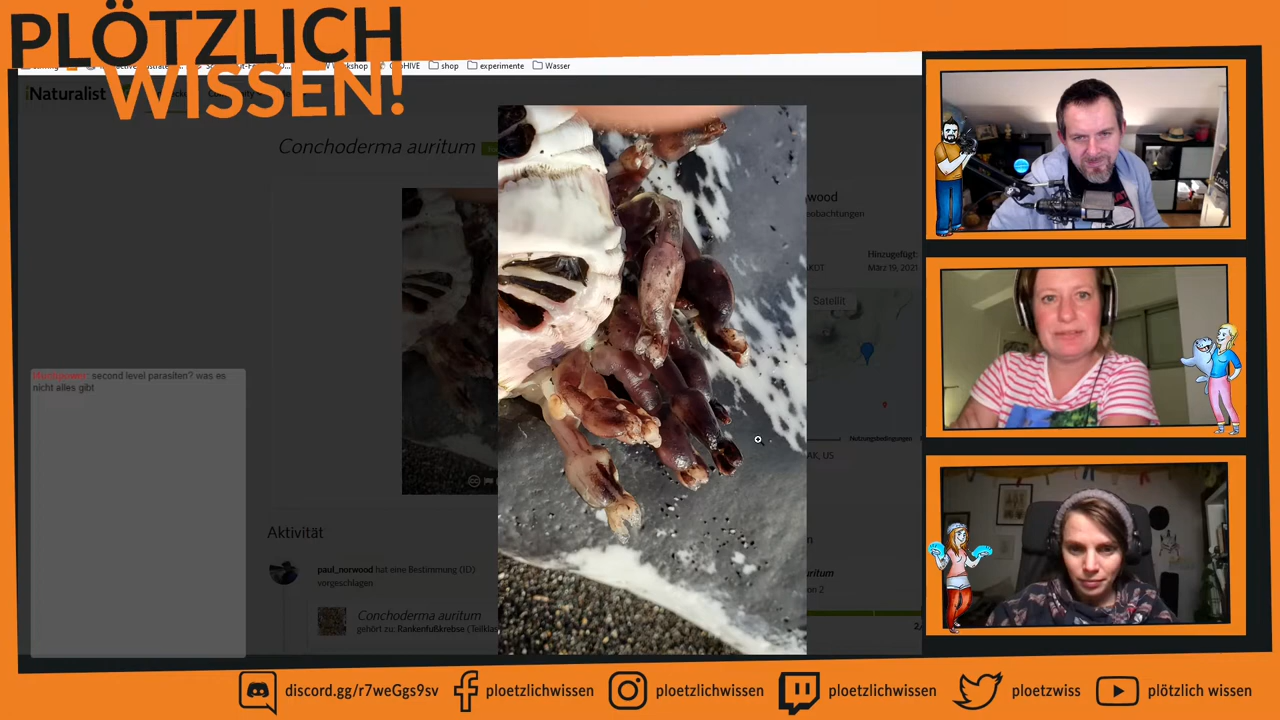 PLÖTZLICH
WISSEN!
shop
experimente
Wasser
iNaturalist
Conchoderma auritum
Hinzugefügt:
März 19, 2021
Satellit
Nutzungsbedingungen
AK, US
second level parasiten? was es
nicht alles gibt
Aktivität
paul_norwood hat eine Bestimmung (ID)
vorgeschlagen
Conchoderma auritum
gehört zu: Rankenfußkrebse (Teilklas
discord.gg/r7weGgs9sv
ploetzlichwissen
ploetzlichwissen
ploetzlichwissen
ploetzwiss
plötzlich wissen